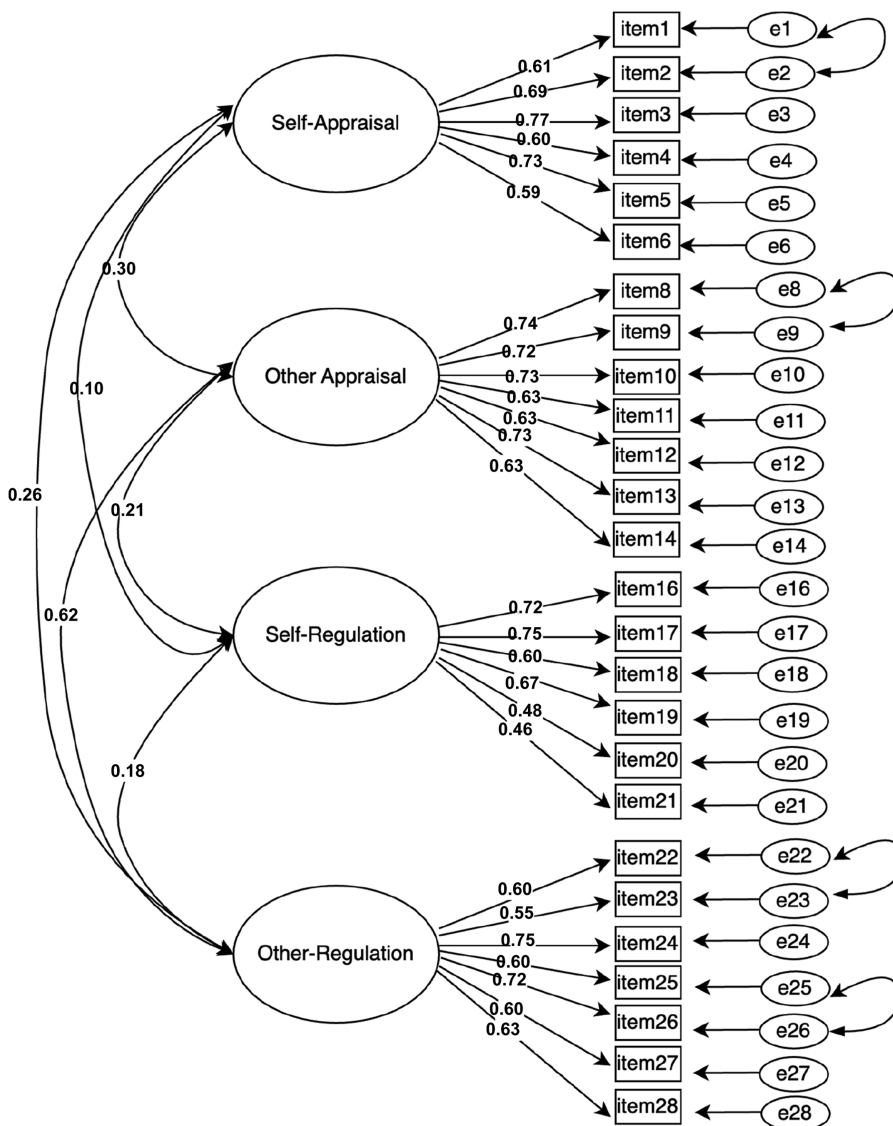 item1
e1
0.61
item2
e2
0.69
Self-Appraisal
0.77
item3
e3
0.60
item4
e4
0.73
item5
e5
0.59
item6
e6
0.30
item8
e8
0.74
item9
e9
0.72
Other Appraisal
0.73
item10
e10
0.10
0.63
item11
e11
0.63
item12
e12
0.73
item13
e13
0.63
item14
e14
0.26
0.21
0.72
item16
e16
0.62
Self-Regulation
0.75
item17
e17
0.60
item18
e18
0.67
item19
e19
0.48
item20
e20
0.46
item21
e21
0.18
item22
e22
0.60
item23
e23
0.55
Other-Regulation
0.75
item24
e24
0.60
item25
e25
0.72
item26
e26
0.60
item27
e27
0.63
item28
e28